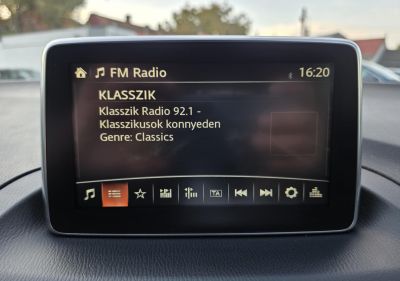 FM Radio 16:20
KLASSZIK
Klasszik Radio 92.1 -
Klasszikusok konnyeden
Genre: Classics
TA